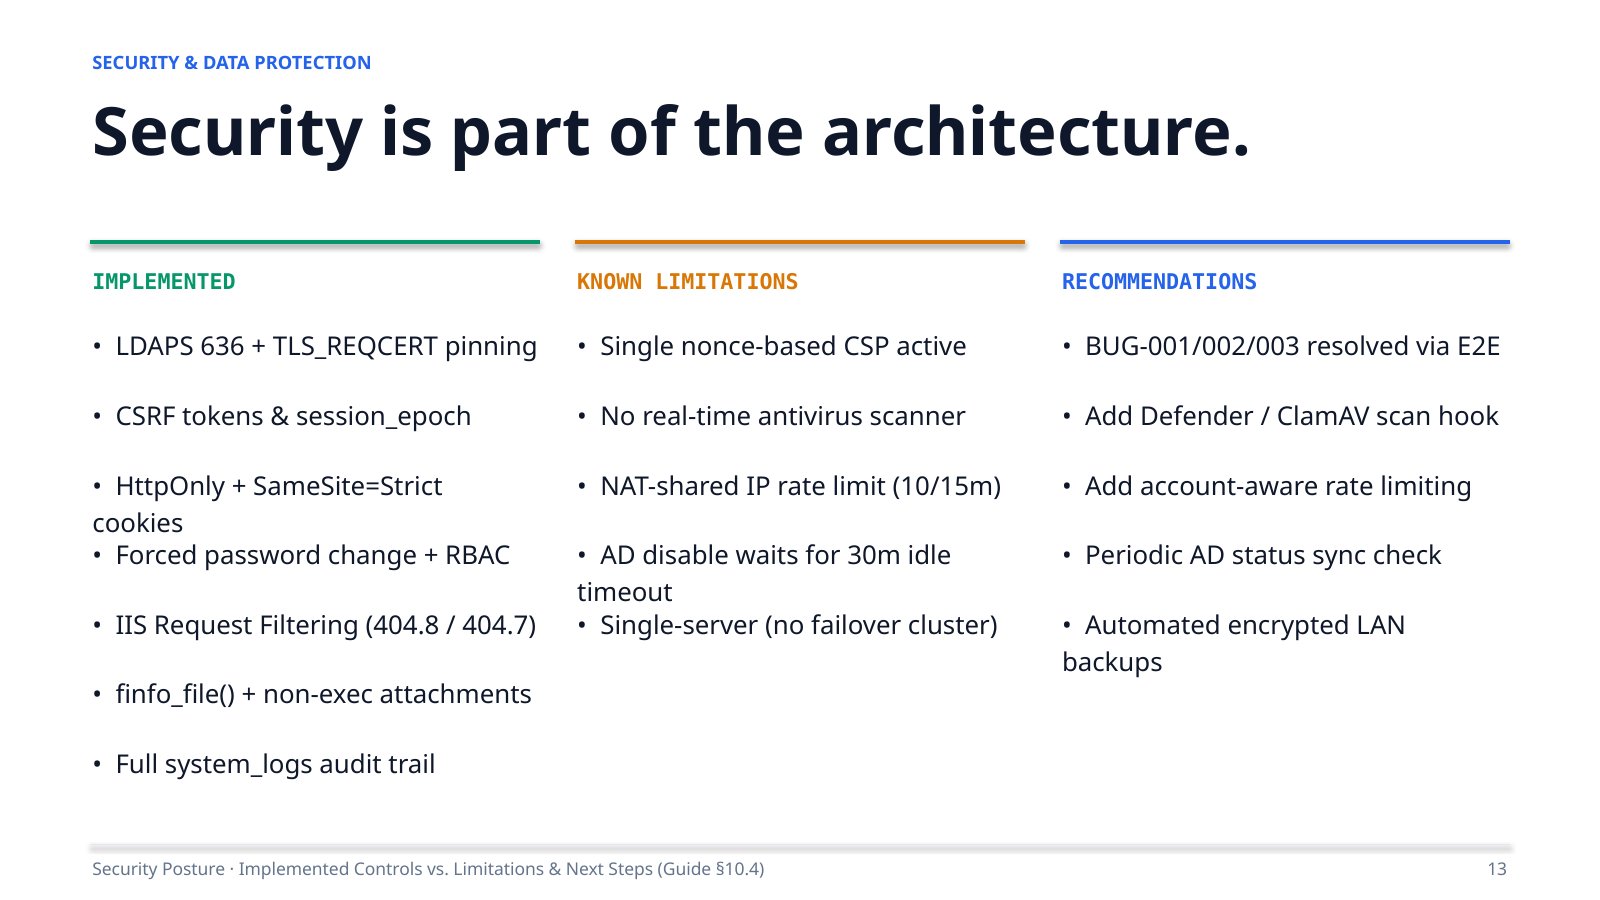 SECURITY & DATA PROTECTION
Security is part of the architecture.
IMPLEMENTED
• LDAPS 636 + TLS_REQCERT pinning
• CSRF tokens & session_epoch
• HttpOnly + SameSite=Strict
cookies
• Forced password change + RBAC
• IIS Request Filtering (404.8 / 404.7)
• finfo_file() + non-exec attachments
• Full system_logs audit trail
KNOWN LIMITATIONS
• Single nonce-based CSP active
• No real-time antivirus scanner
• NAT-shared IP rate limit (10/15m)
• AD disable waits for 30m idle
timeout
• Single-server (no failover cluster)
RECOMMENDATIONS
• BUG-001/002/003 resolved via E2E
• Add Defender / ClamAV scan hook
• Add account-aware rate limiting
• Periodic AD status sync check
• Automated encrypted LAN
backups
Security Posture · Implemented Controls vs. Limitations & Next Steps (Guide §10.4)
13